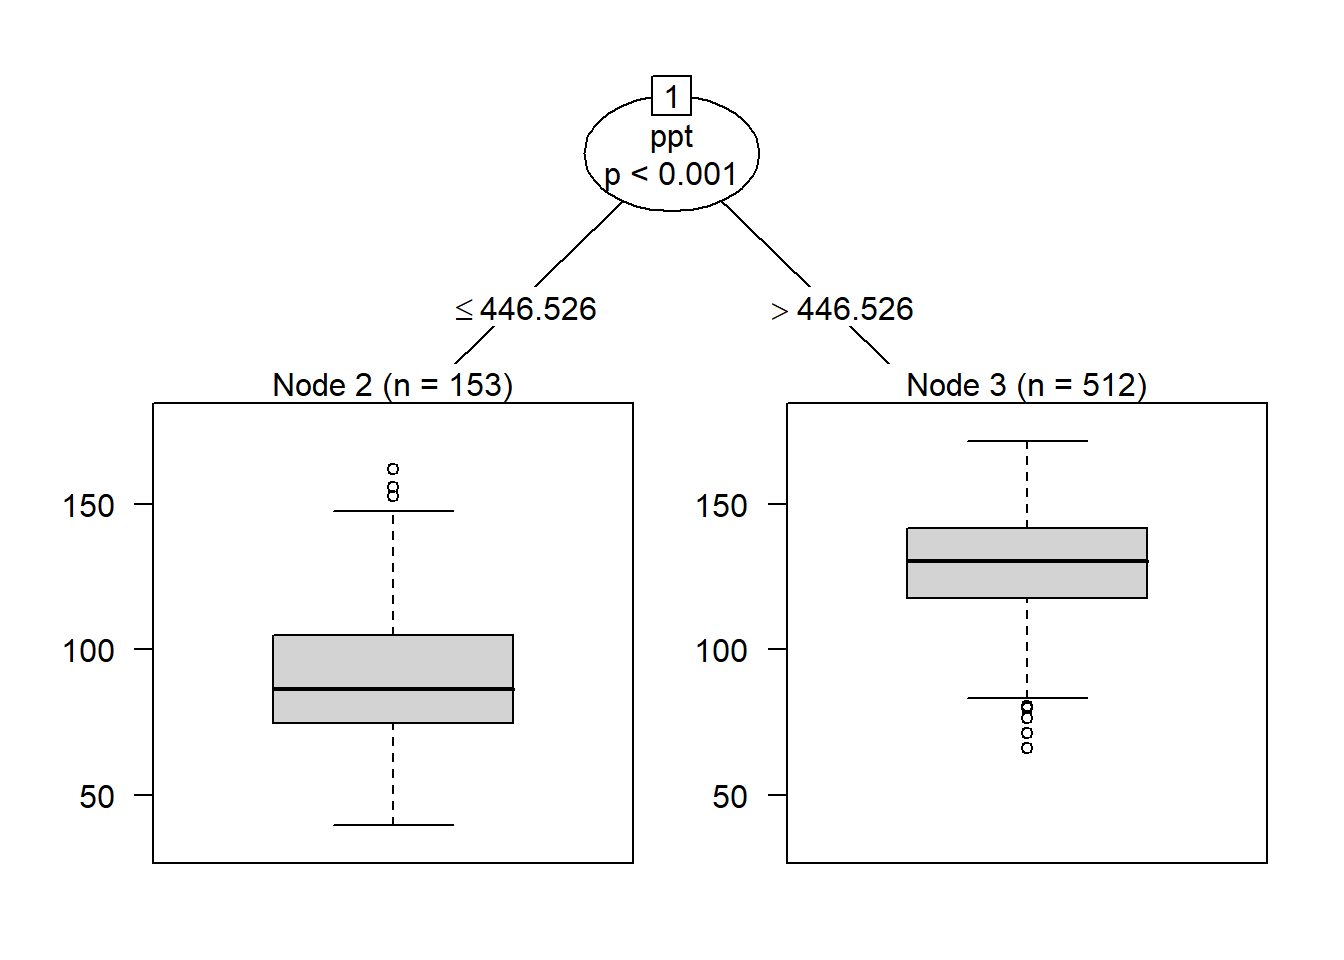 1
ppt
p < 0.001
≤ 446.526
> 446.526
Node 2 (n = 153)
150
100
50
Node 3 (n = 512)
150
100
50